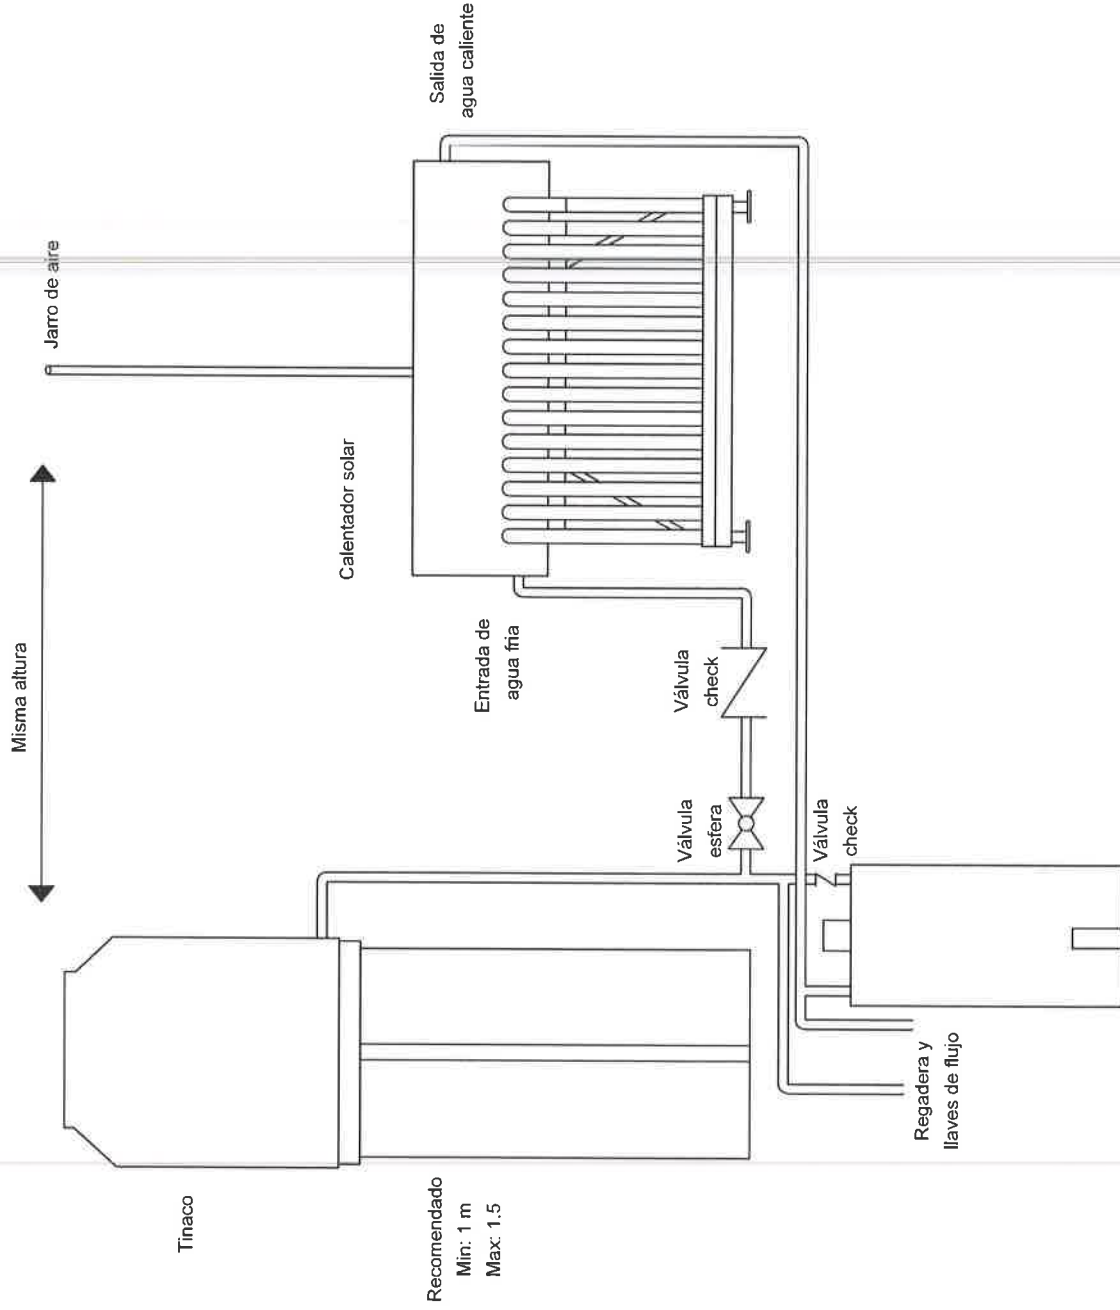 Misma altura
Jarro de aire
Tinaco
Calentador solar
Salida de
agua caliente
Recomendado
Min: 1 m
Max: 1.5
Entrada de
agua fria
Válvula
esfera
Válvula
check
Válvula
check
Regadera y
llaves de flujo